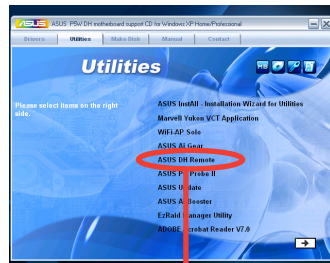 ASUS P5W DH motherboard support CD for Windows XP Home/Professional
Drivers Utilities Make Disk Manual Contact
Utilities
Please select items on the right side.
ASUS InstAll - Installation Wizard for Utilities
Marvell Yukon VCT Application
WiFi-AP Solo
ASUS Ai Gear
ASUS DH Remote
ASUS PC Probe II
ASUS Update
ASUS Booster
EzRaid Manager Utility
ADOBE Acrobat Reader V7.0